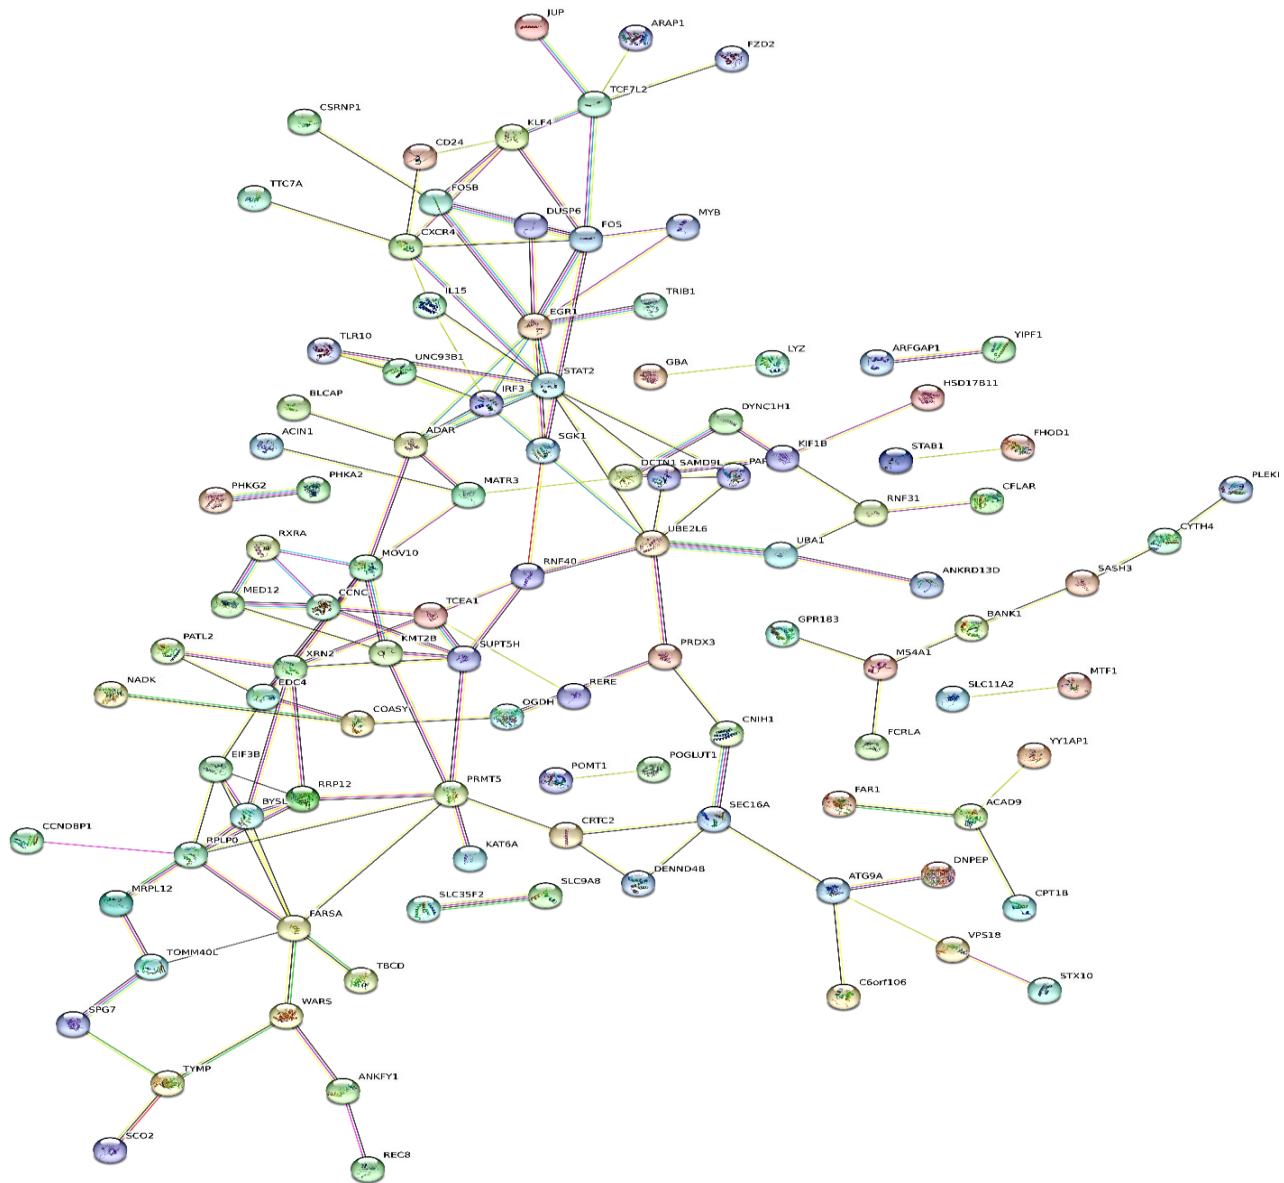 JUP
ARAP1
FZD2
TCF7L2
CSRNP1
KLF4
CD24
TTC7A
FOSB
DUSP6
MYB
CXCR4
FOS
IL15
TRIB1
EGR1
TLR10
UNC93B1
GBA
LYZ
ARFGAP1
YIPF1
STAT2
IRF3
BLCAP
HSD17B11
DYNC1H1
ACIN1
ADAR
SGK1
KIF1B
STAB1
FHOD1
DCTN1
SAMD9L
PAR
PHKG2
PHKA2
MATR3
PLEKI
RNF31
CFLAR
CYTH4
RXRA
MOV10
UBE2L6
UBA1
MED12
CCNC
RNF40
ANKRD13D
SASH3
TCEA1
GPR183
BANK1
PATL2
XRN2
KMT2B
SUPT5H
PRDX3
MS4A1
NADK
EDC4
RERE
SLC11A2
MTF1
COASY
OGDH
CNIH1
FCRLA
EIF3B
YY1AP1
POMT1
POGLUT1
RRP12
PRMT5
BYSL
SEC16A
FAR1
ACAD9
CCNDBP1
RPLP0
CRTC2
KAT6A
DENND4B
DNPEP
MRPL12
ATG9A
SLC35F2
SLC9A8
CPT1B
FARSA
TOMM40L
VPS18
TBCD
STX10
SPG7
WARS
C6orf106
TYMP
ANKFY1
SCO2
REC8